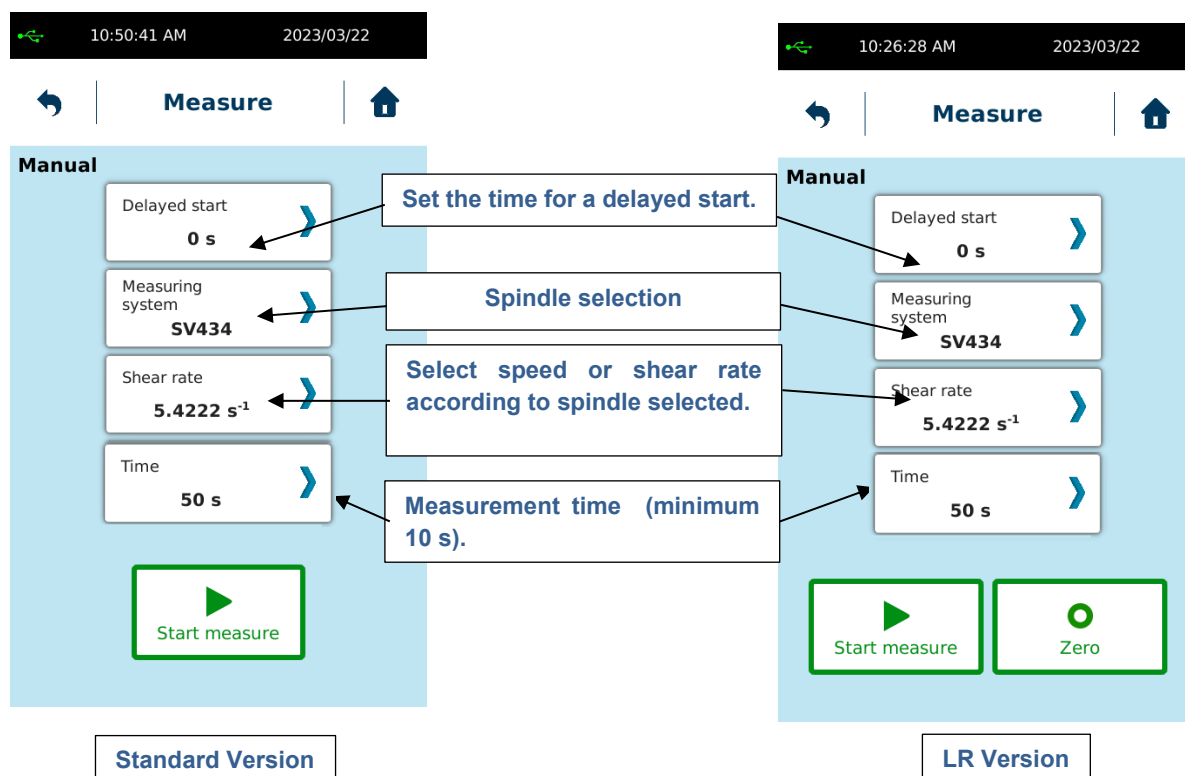 10:50:41 AM 2023/03/22
Measure
Manual
Delayed start
0 s
Measuring
system
SV434
Shear rate
5.4222 s⁻¹
Time
50 s
Start measure
Standard Version
Set the time for a delayed start.
Spindle selection
Select speed or shear rate
according to spindle selected.
Measurement time (minimum
10 s).
10:26:28 AM 2023/03/22
Measure
Manual
Delayed start
0 s
Measuring
system
SV434
Shear rate
5.4222 s⁻¹
Time
50 s
Start measure
Zero
LR Version